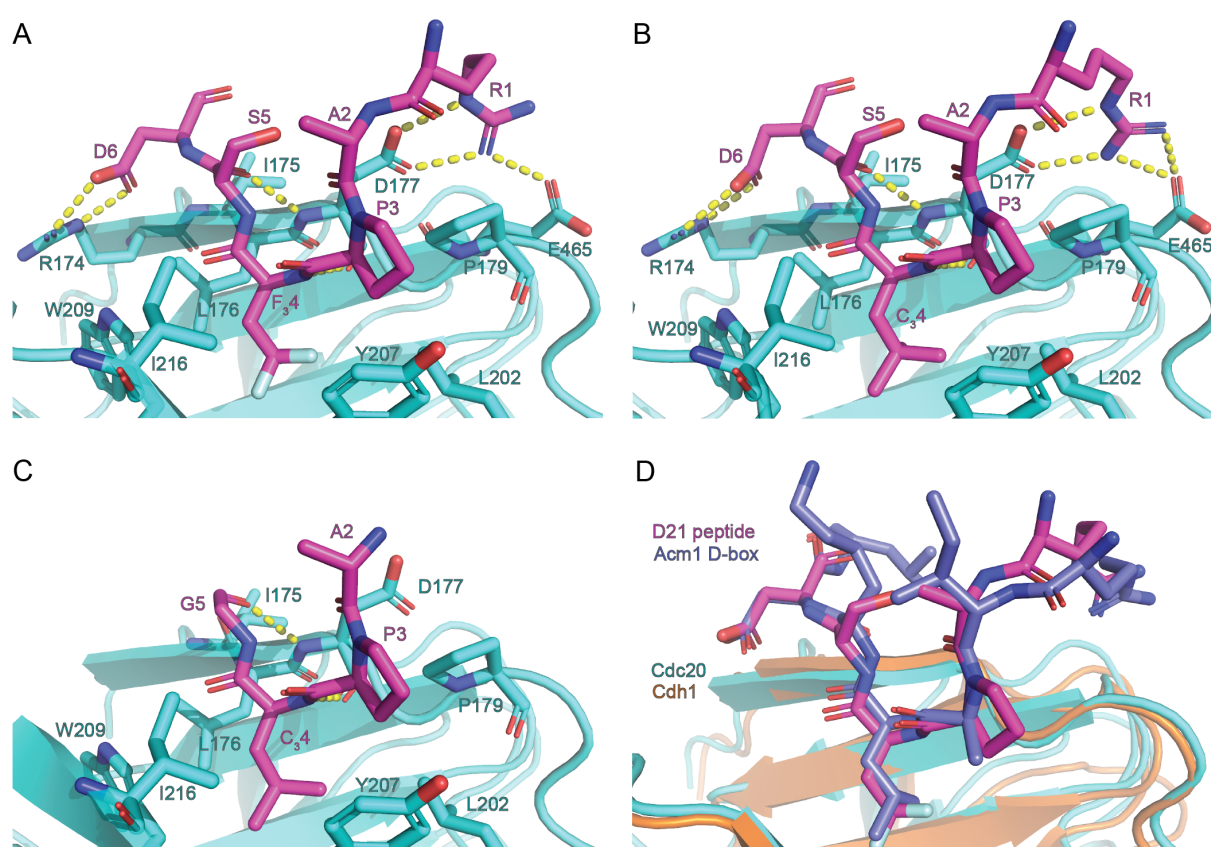 A
R1
A2
S5
D6
I175
D177
P3
R174
E465
P179
L176
F₃4
W209
I216
Y207
L202
B
R1
A2
S5
D6
I175
D177
P3
R174
E465
P179
L176
C₃4
W209
I216
Y207
L202
C
A2
I175
D177
G5
P3
P179
W209
L176
C₃4
I216
Y207
L202
D
D21 peptide
Acm1 D-box
Cdc20
Cdh1